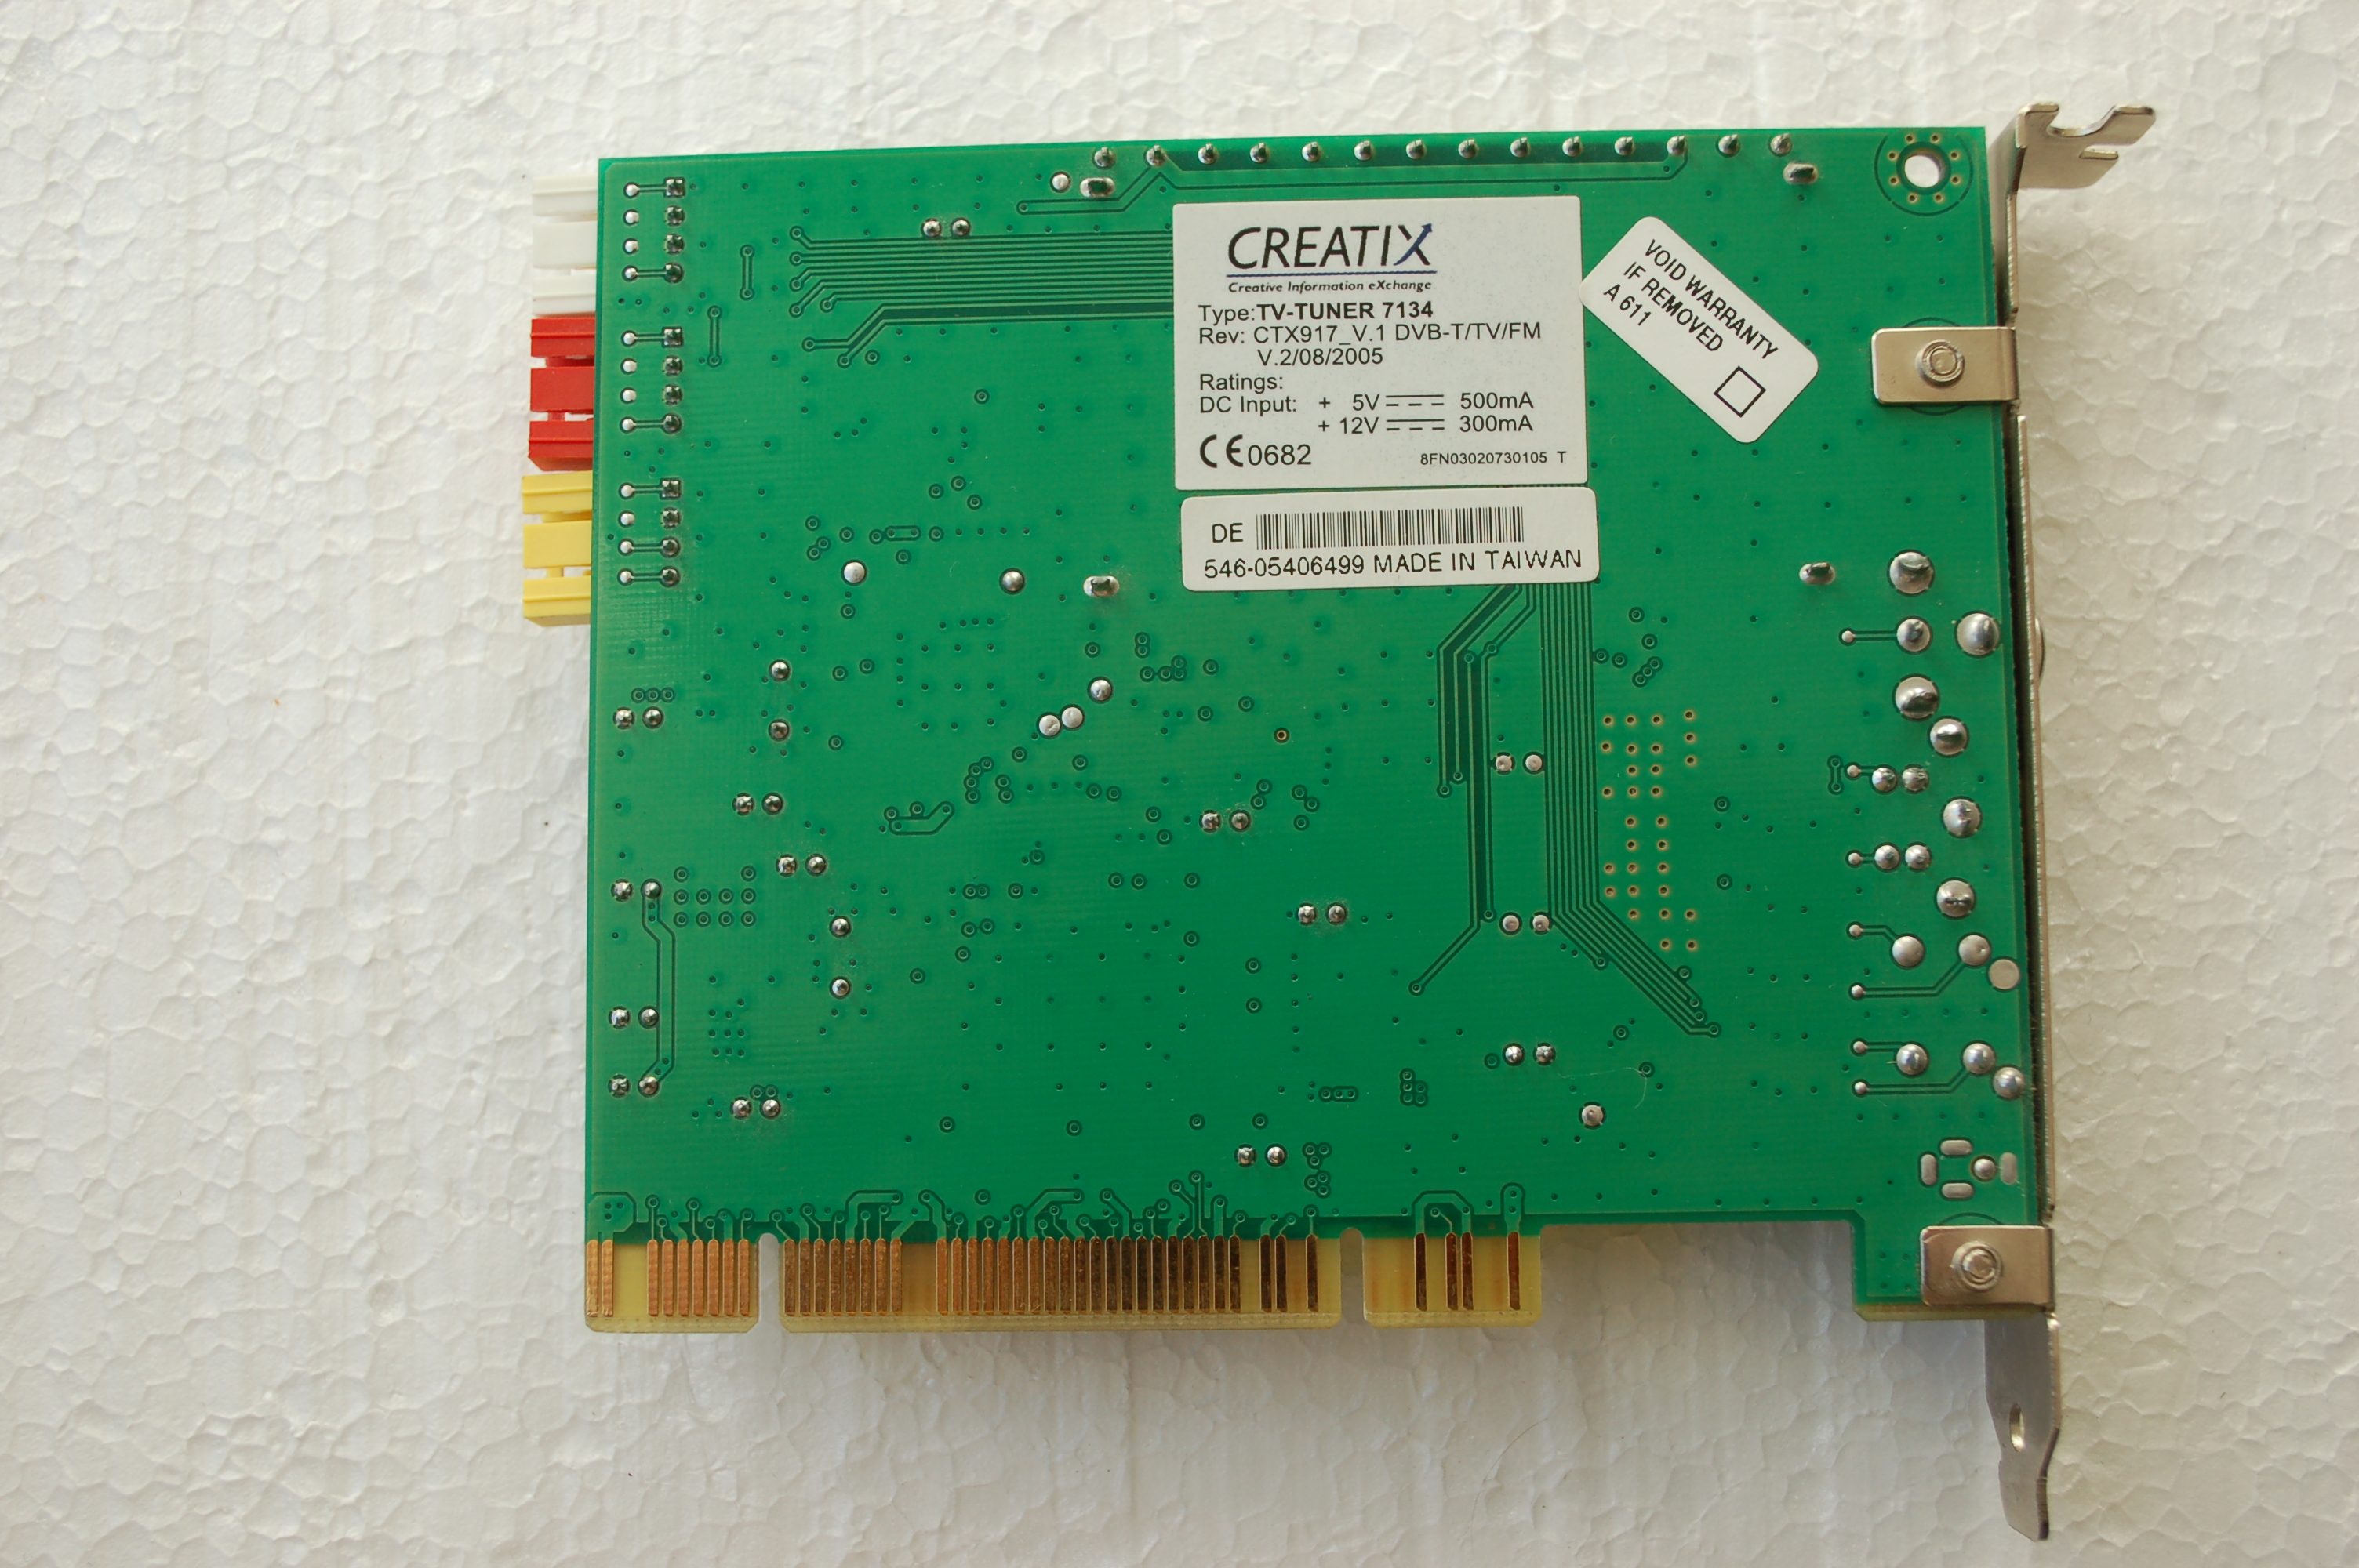 CREATIX
Creative Information eXchange
Type:TV-TUNER 7134
Rev: CTX917_V.1 DVB-T/TV/FM
V.2/08/2005
Ratings:
DC Input: + 5V 500mA
+ 12V 300mA
CE0682 8FN03020730105 T
VOID WARRANTY
IF REMOVED
A 611
DE
546-05406499 MADE IN TAIWAN